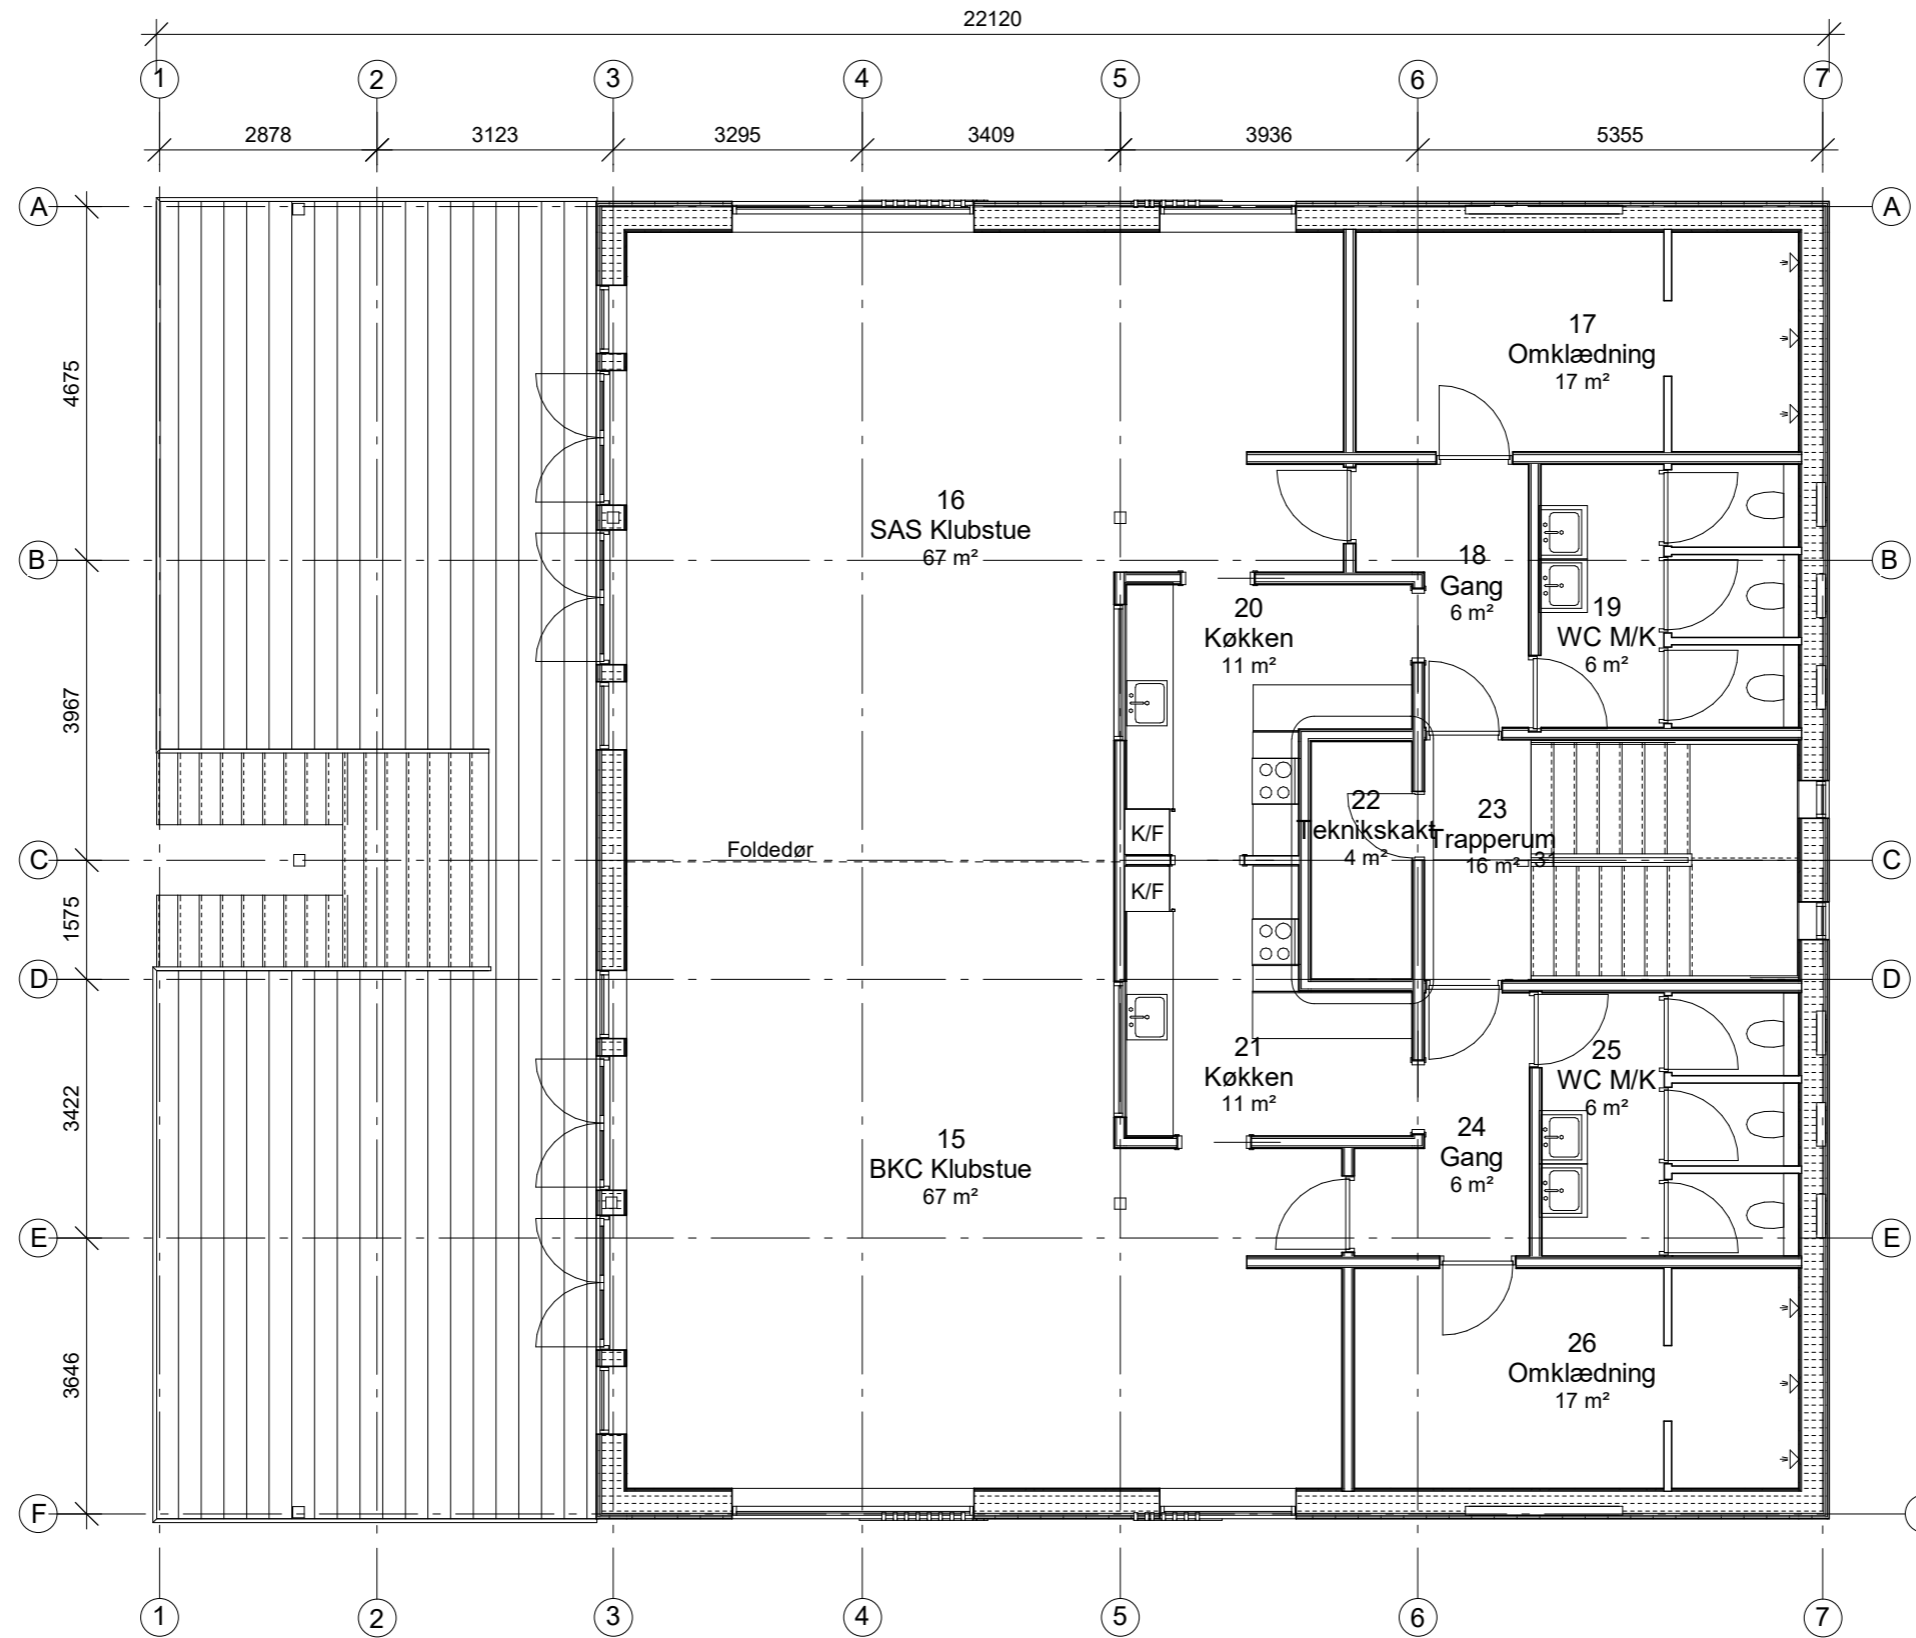 22120
1
2
3
4
5
6
7
2878
3123
3295
3409
3936
5355
A
A
4675
17
Omklædning
17 m²
16
SAS Klubstue
67 m²
B
B
18
Gang
6 m²
20
Køkken
11 m²
19
WC M/K
6 m²
3967
22
Teknikskakt
4 m²
23
Trapperum
16 m²
3
K/F
Foldedør
C
C
K/F
1575
D
D
21
Køkken
11 m²
25
WC M/K
6 m²
3422
15
BKC Klubstue
67 m²
24
Gang
6 m²
E
E
3646
26
Omklædning
17 m²
F
1
2
3
4
5
6
7